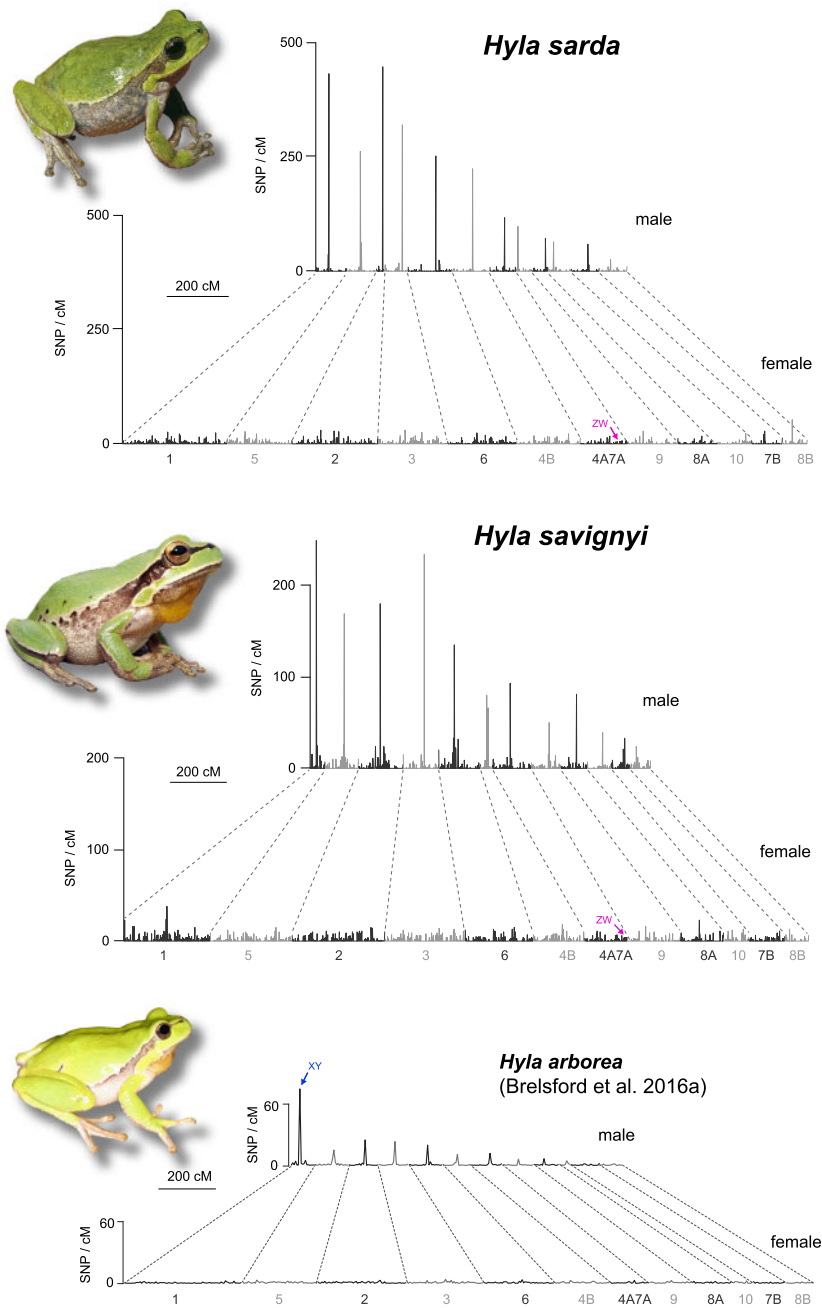 Hyla sarda
500
250
0
SNP / cM
male
500
250
0
SNP / cM
200 cM
female
ZW
1 5 2 3 6 4B 4A7A 9 8A 10 7B 8B
Hyla savignyi
200
100
0
SNP / cM
male
200
100
0
SNP / cM
200 cM
female
ZW
1 5 2 3 6 4B 4A7A 9 8A 10 7B 8B
Hyla arborea
(Brelsford et al. 2016a)
XY
60
0
SNP / cM
male
200 cM
60
0
SNP / cM
female
1 5 2 3 6 4B 4A7A 9 8A 10 7B 8B